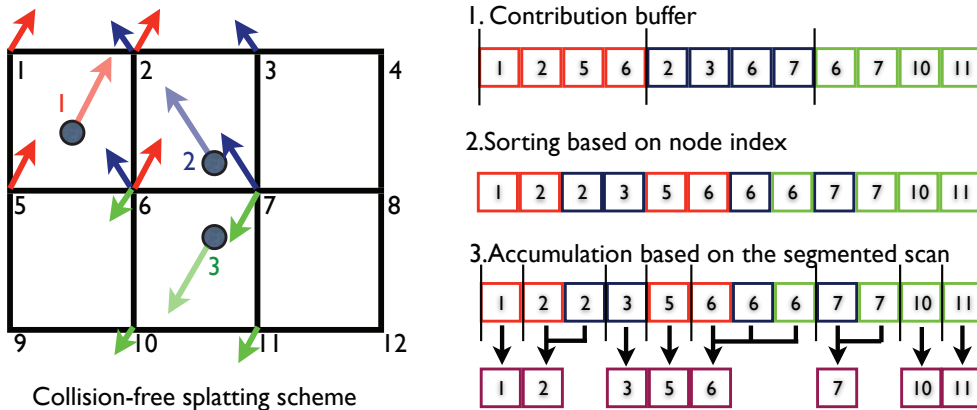 1 2 3 4
1
2
5 6 7 8
3
9 10 11 12
Collision-free splatting scheme
1. Contribution buffer
1 2 5 6 2 3 6 7 6 7 10 11
2.Sorting based on node index
1 2 2 3 5 6 6 6 7 7 10 11
3.Accumulation based on the segmented scan
1 2 2 3 5 6 6 6 7 7 10 11
1 2 3 5 6 7 10 11